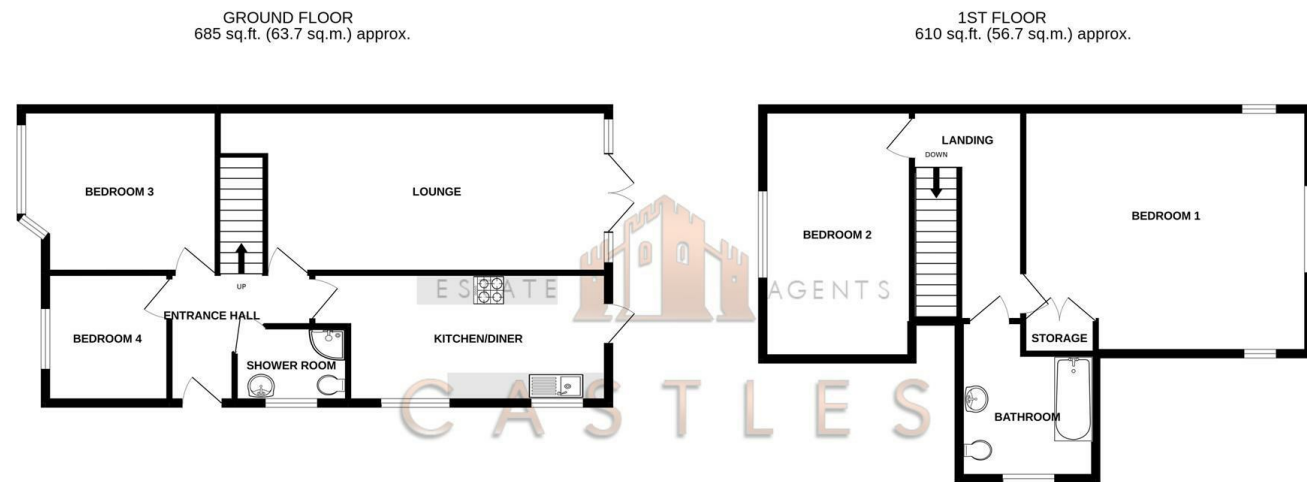 GROUND FLOOR
685 sq.ft. (63.7 sq.m.) approx.
1ST FLOOR
610 sq.ft. (56.7 sq.m.) approx.
BEDROOM 3
LOUNGE
UP
ENTRANCE HALL
BEDROOM 4
SHOWER ROOM
KITCHEN/DINER
LANDING
DOWN
BEDROOM 2
BEDROOM 1
STORAGE
BATHROOM
ESTATE AGENTS
CASTLES